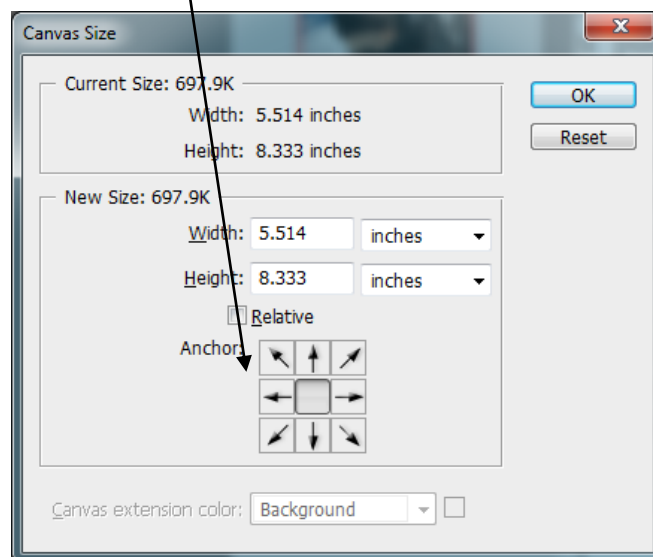 Canvas Size
Current Size: 697.9K
OK
Width: 5.514 inches
Reset
Height: 8.333 inches
New Size: 697.9K
Width: 5.514 inches
Height: 8.333 inches
Relative
Anchor:
Canvas extension color: Background